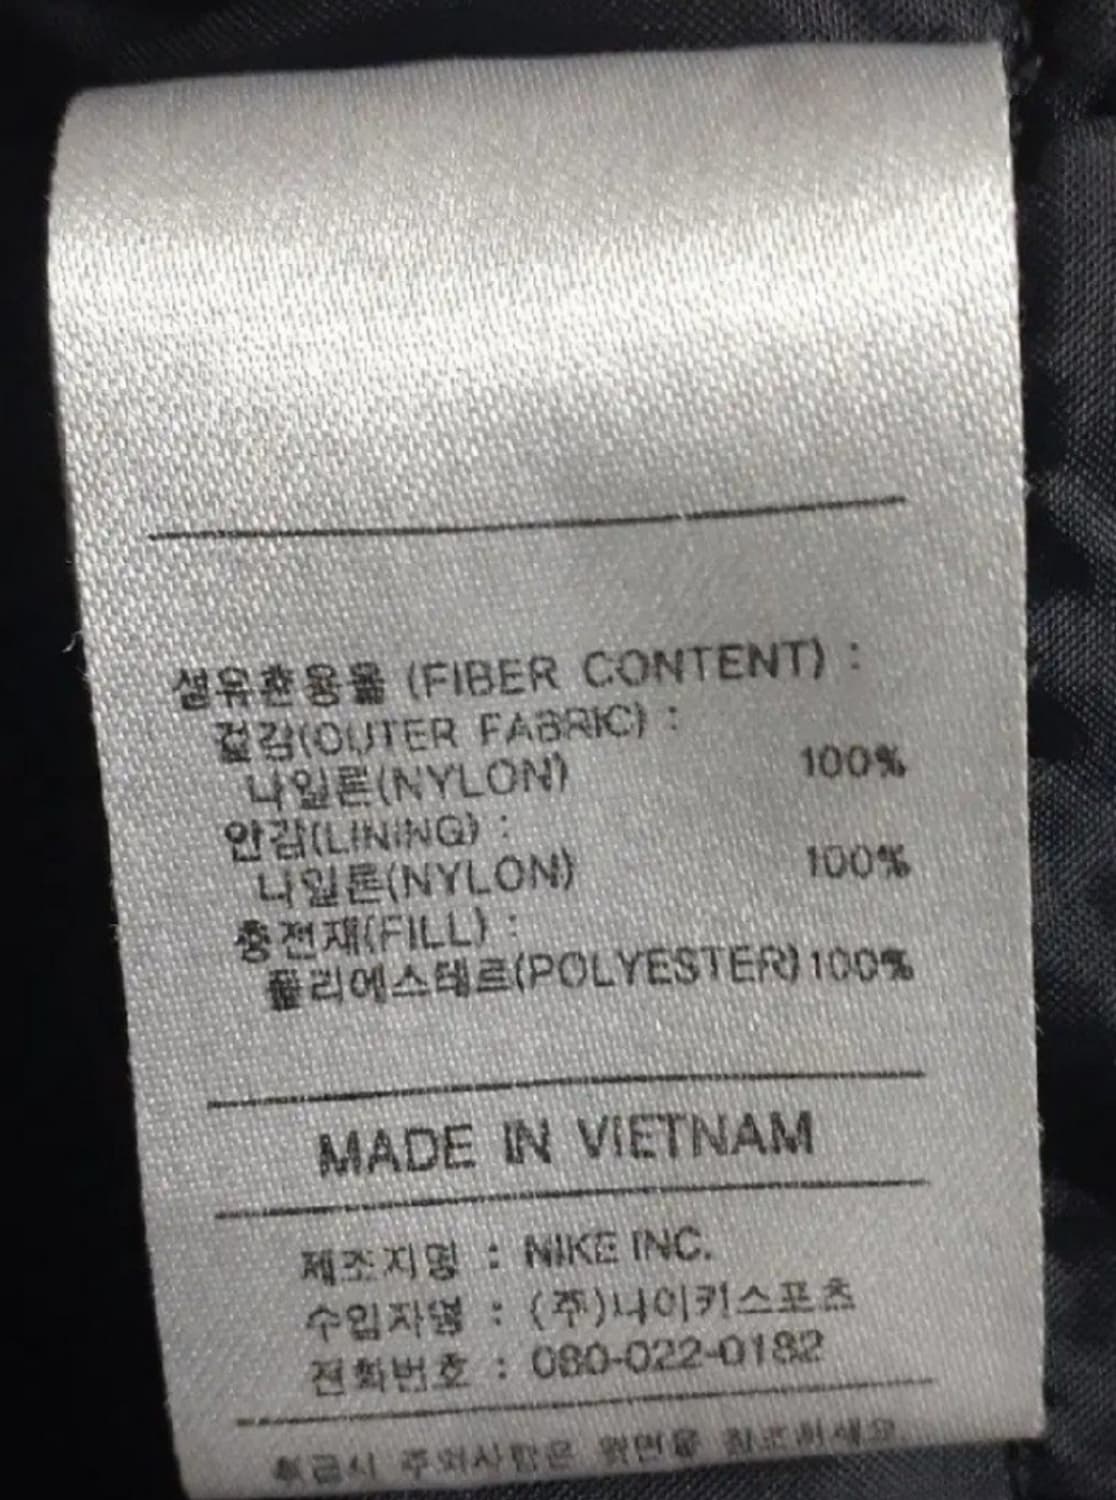 섬유혼용율 (FIBER CONTENT) :
겉감(OUTER FABRIC) :
나일론(NYLON) 100%
안감(LINING) :
나일론(NYLON) 100%
충전재(FILL) :
폴리에스테르(POLYESTER) 100%
MADE IN VIETNAM
제조자명 : NIKE INC.
수입자명 : (주)나이키스포츠
전화번호 : 080-022-0182
취급시 주의사항은 뒷면을 참조하세요